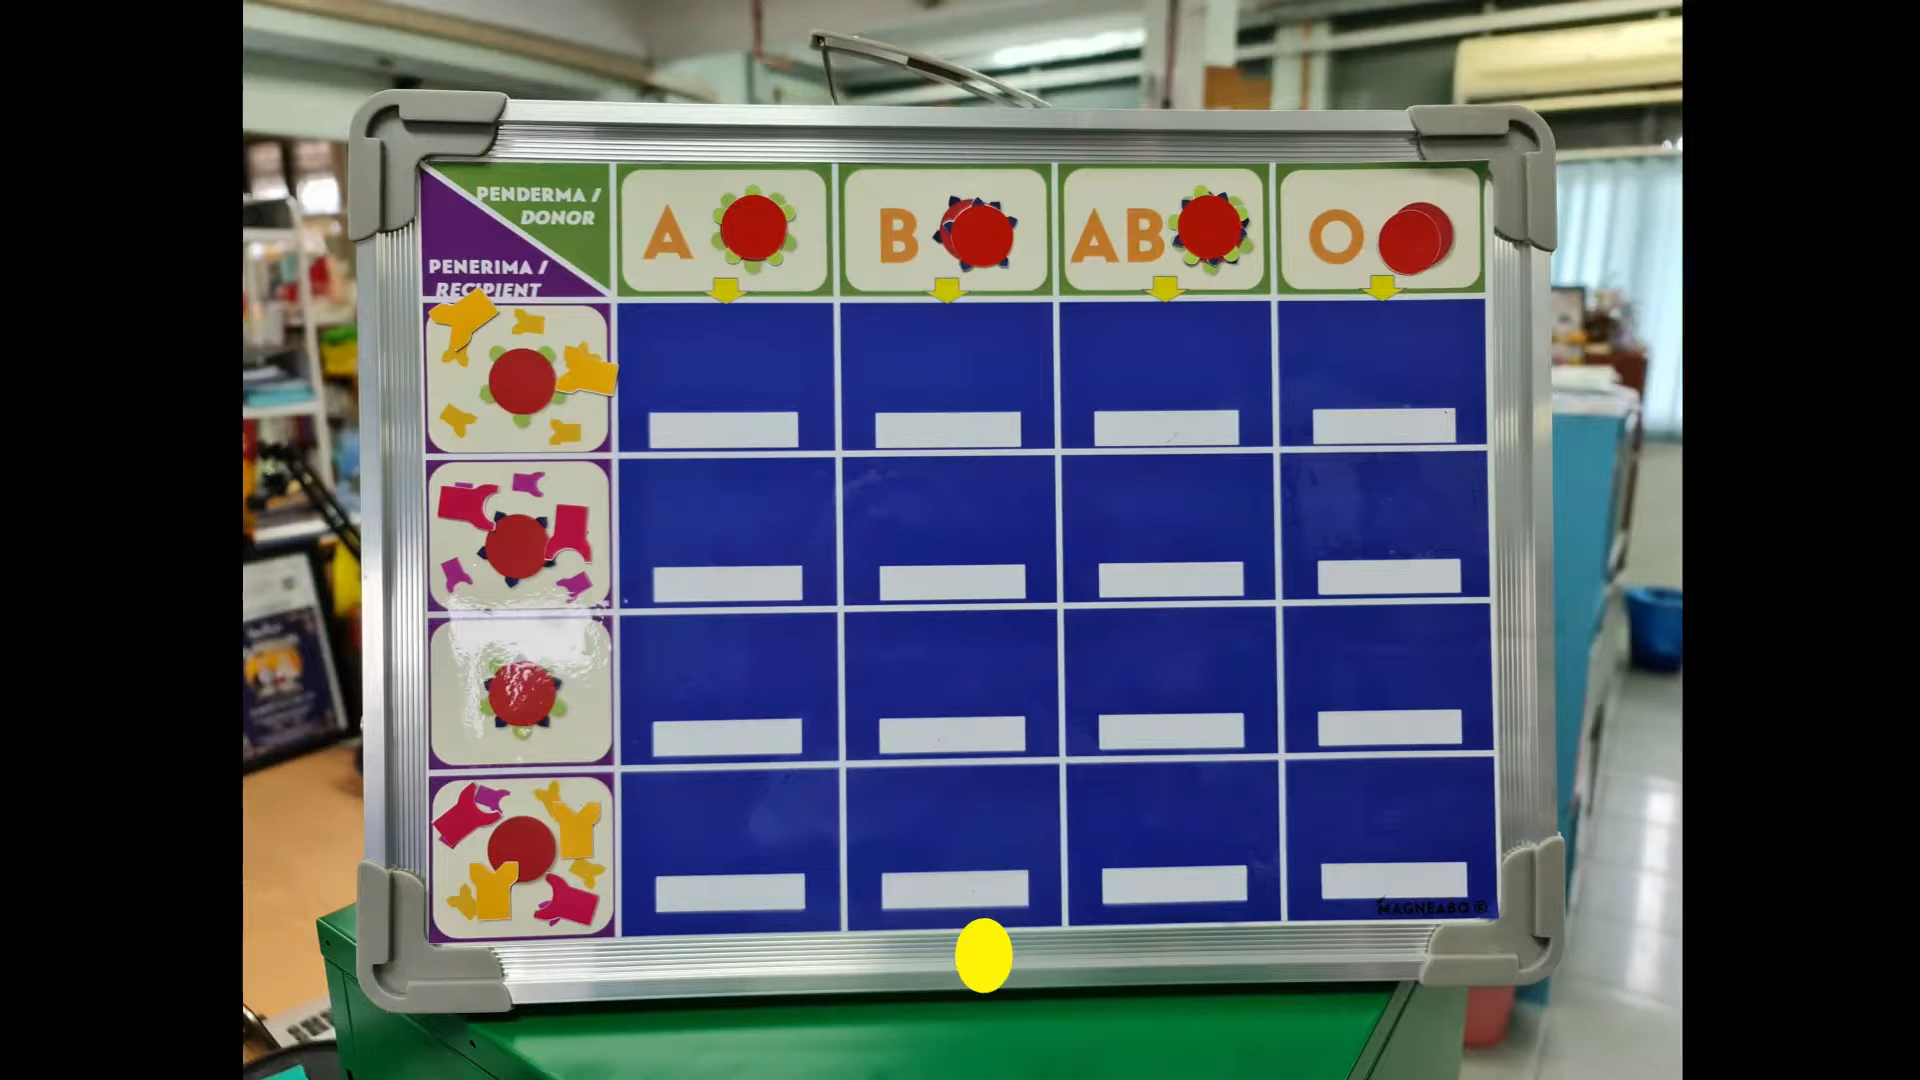 PENDERMA /
DONOR
PENERIMA /
RECIPIENT
A
B
AB
O
MAGNEABO ©